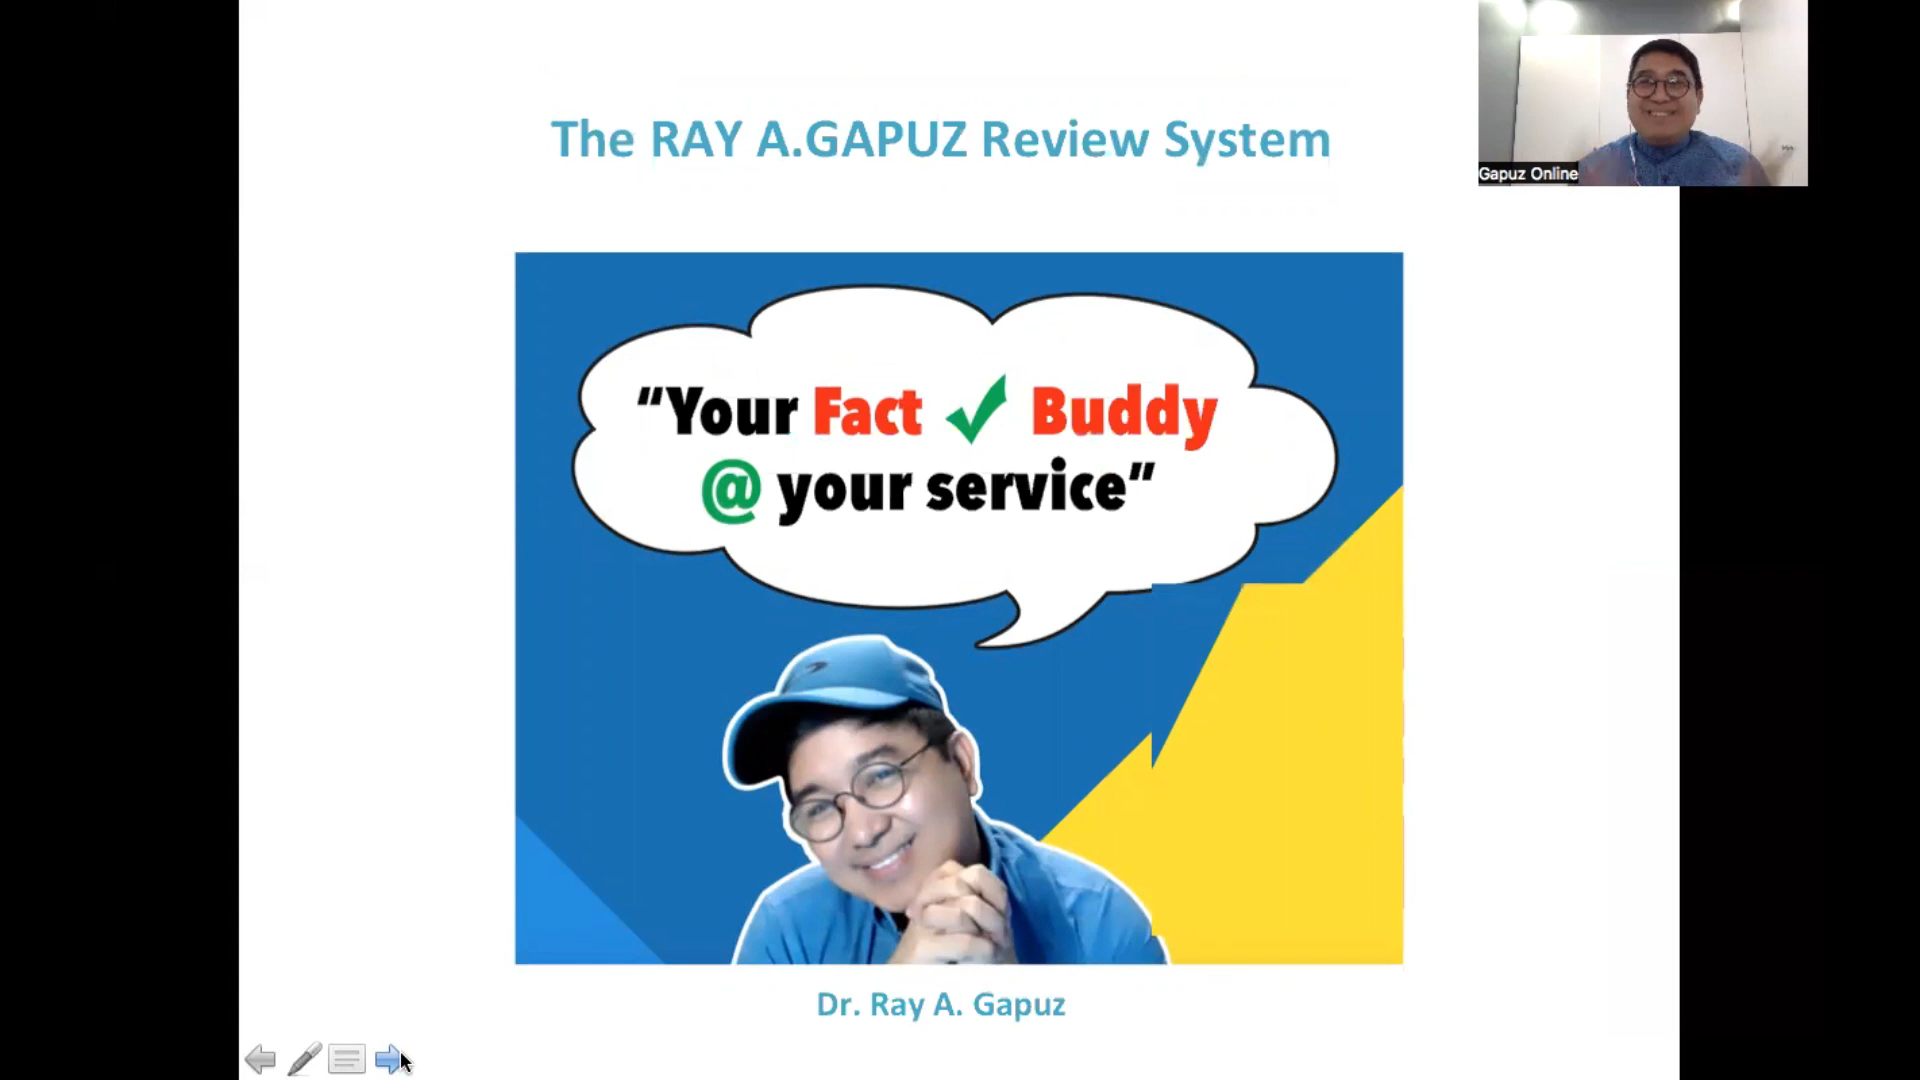 The RAY A.GAPUZ Review System
Gapuz Online
“Your Fact ✓ Buddy
@ your service”
Dr. Ray A. Gapuz